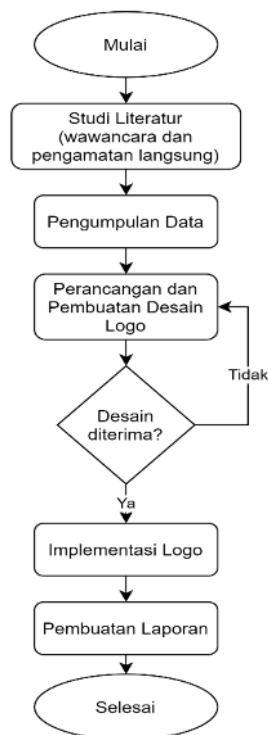 Mulai
Studi Literatur
(wawancara dan
pengamatan langsung)
Pengumpulan Data
Perancangan dan
Pembuatan Desain
Logo
Tidak
Desain
diterima?
Ya
Implementasi Logo
Pembuatan Laporan
Selesai